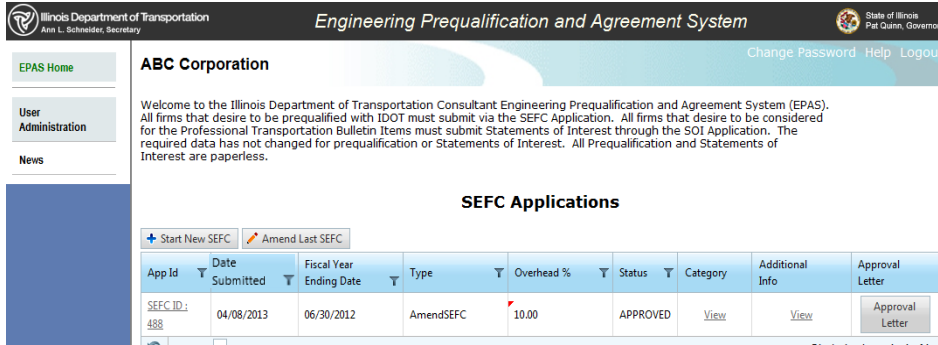 Illinois Department of Transportation
Ann L. Schneider, Secretary
Engineering Prequalification and Agreement System
State of Illinois
Pat Quinn, Governor
Change Password Help Logou
EPAS Home
User
Administration
News
ABC Corporation
Welcome to the Illinois Department of Transportation Consultant Engineering Prequalification and Agreement System (EPAS).
All firms that desire to be prequalified with IDOT must submit via the SEFC Application. All firms that desire to be considered
for the Professional Transportation Bulletin Items must submit Statements of Interest through the SOI Application. The
required data has not changed for prequalification or Statements of Interest. All Prequalification and Statements of
Interest are paperless.
SEFC Applications
Start New SEFC Amend Last SEFC
App Id
Date
Submitted
Fiscal Year
Ending Date
Type
Overhead %
Status
Category
Additional
Info
Approval
Letter
SEFC ID :
488
04/08/2013
06/30/2012
AmendSEFC
10.00
APPROVED
View
View
Approval
Letter